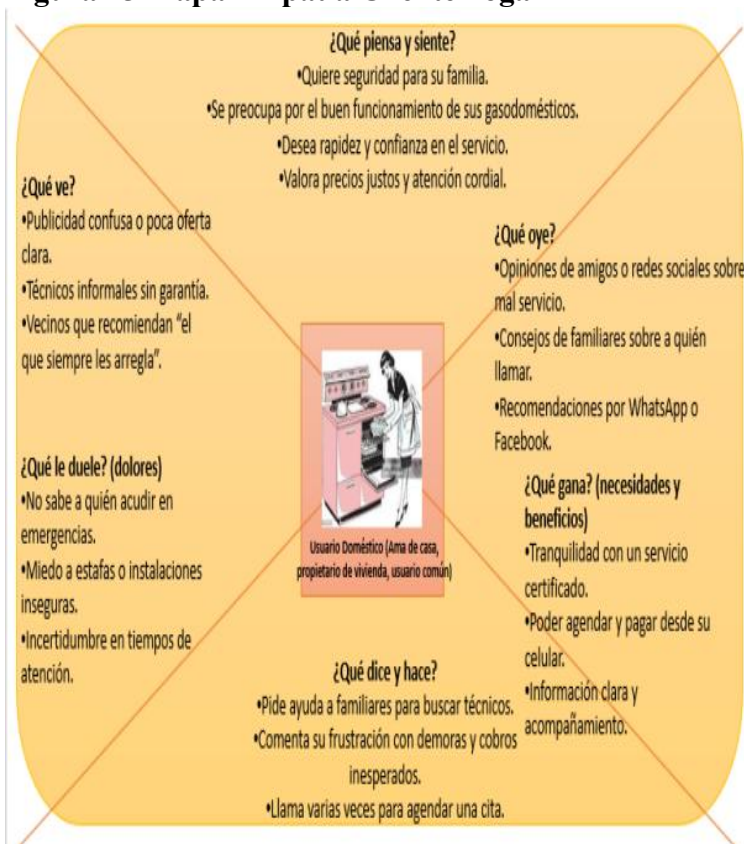 ¿Qué piensa y siente?
•Quiere seguridad para su familia.
•Se preocupa por el buen funcionamiento de sus gasodomésticos.
•Desea rapidez y confianza en el servicio.
•Valora precios justos y atención cordial.
¿Qué ve?
•Publicidad confusa o poca oferta
clara.
•Técnicos informales sin garantía.
•Vecinos que recomiendan “el
que siempre les arregla”.
¿Qué oye?
•Opiniones de amigos o redes sociales sobre
mal servicio.
•Consejos de familiares sobre a quién
llamar.
•Recomendaciones por WhatsApp o
Facebook.
Usuario Doméstico (Ama de casa,
propietario de vivienda, usuario común)
¿Qué le duele? (dolores)
•No sabe a quién acudir en
emergencias.
•Miedo a estafas o instalaciones
inseguras.
•Incertidumbre en tiempos de
atención.
¿Qué gana? (necesidades y
beneficios)
•Tranquilidad con un servicio
certificado.
•Poder agendar y pagar desde su
celular.
•Información clara y
acompañamiento.
¿Qué dice y hace?
•Pide ayuda a familiares para buscar técnicos.
•Comenta su frustración con demoras y cobros
inesperados.
•Llama varias veces para agendar una cita.